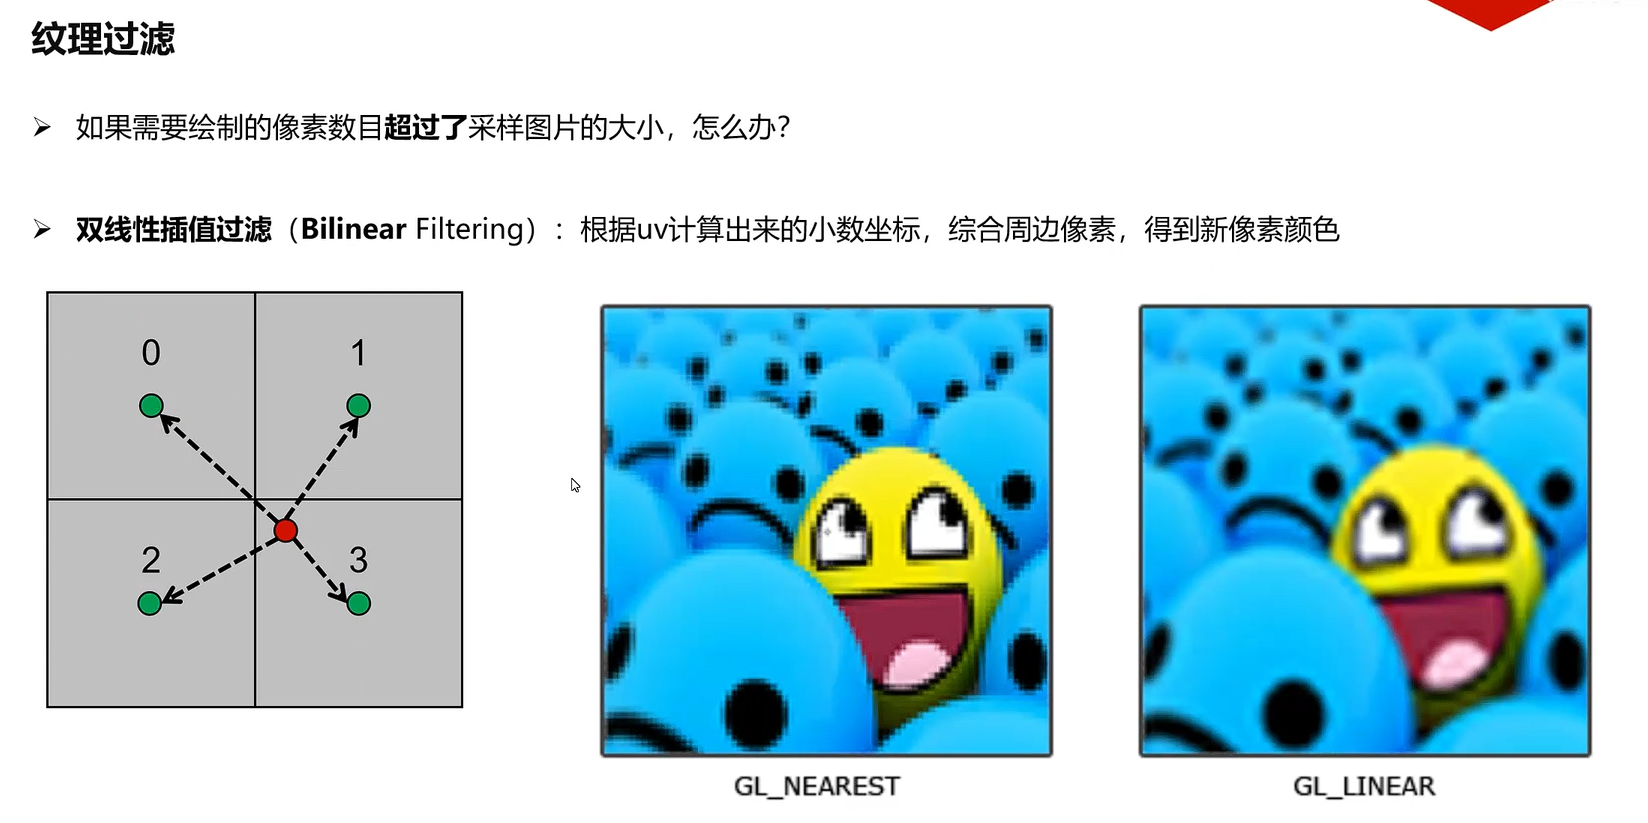 纹理过滤
如果需要绘制的像素数目超过了采样图片的大小，怎么办？
双线性插值过滤（Bilinear Filtering）：根据uv计算出来的小数坐标，综合周边像素，得到新像素颜色
0 1
2 3
GL_NEAREST GL_LINEAR